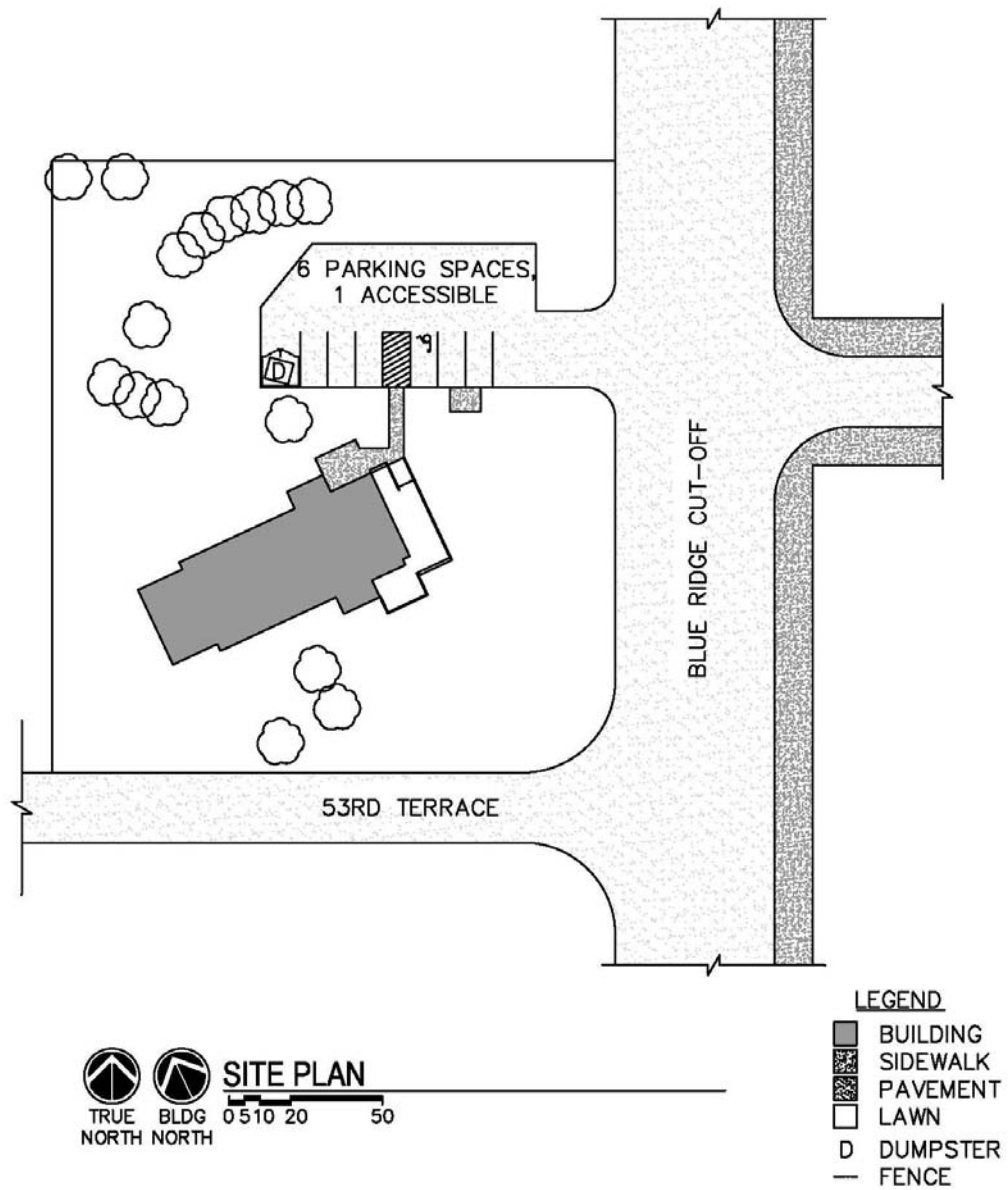 6 PARKING SPACES,
1 ACCESSIBLE
D
BLUE RIDGE CUT-OFF
53RD TERRACE
LEGEND
BUILDING
SIDEWALK
PAVEMENT
LAWN
D DUMPSTER
FENCE
TRUE
NORTH
BLDG
NORTH
SITE PLAN
0 5 10 20 50